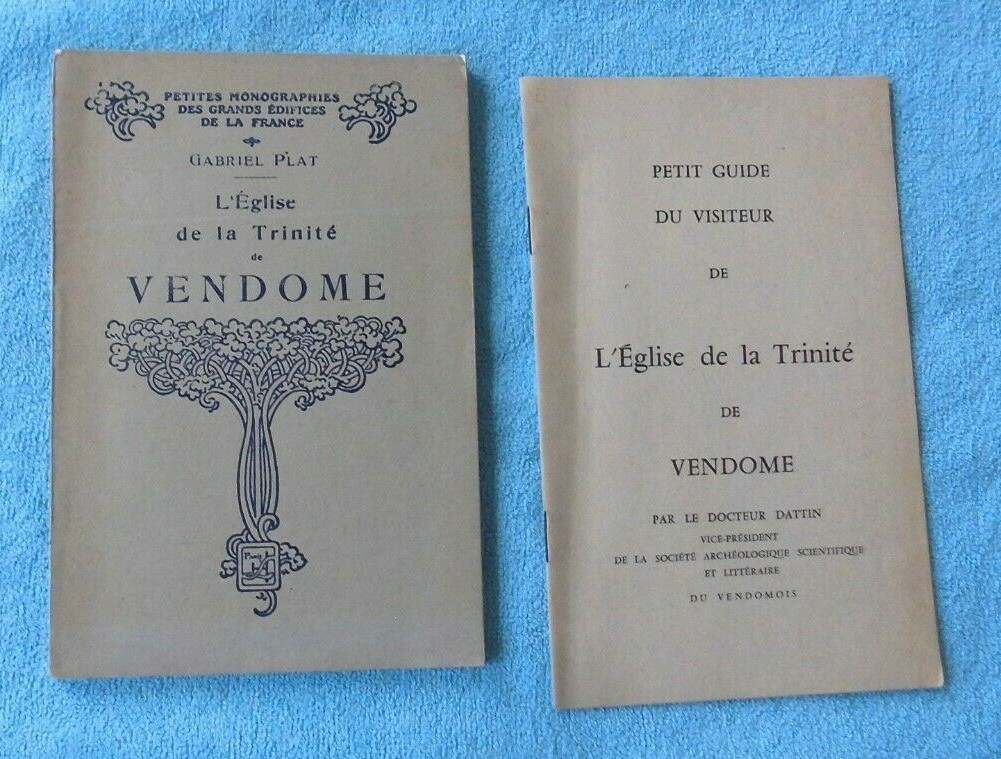 PETITES MONOGRAPHIES
DES GRANDS ÉDIFICES
DE LA FRANCE
GABRIEL PLAT
L'Église
de la Trinité
de
VENDOME
PETIT GUIDE
DU VISITEUR
DE
L'Église de la Trinité
DE
VENDOME
PAR LE DOCTEUR DATTIN
VICE-PRÉSIDENT
DE LA SOCIÉTÉ ARCHÉOLOGIQUE SCIENTIFIQUE
ET LITTÉRAIRE
DU VENDOMOIS